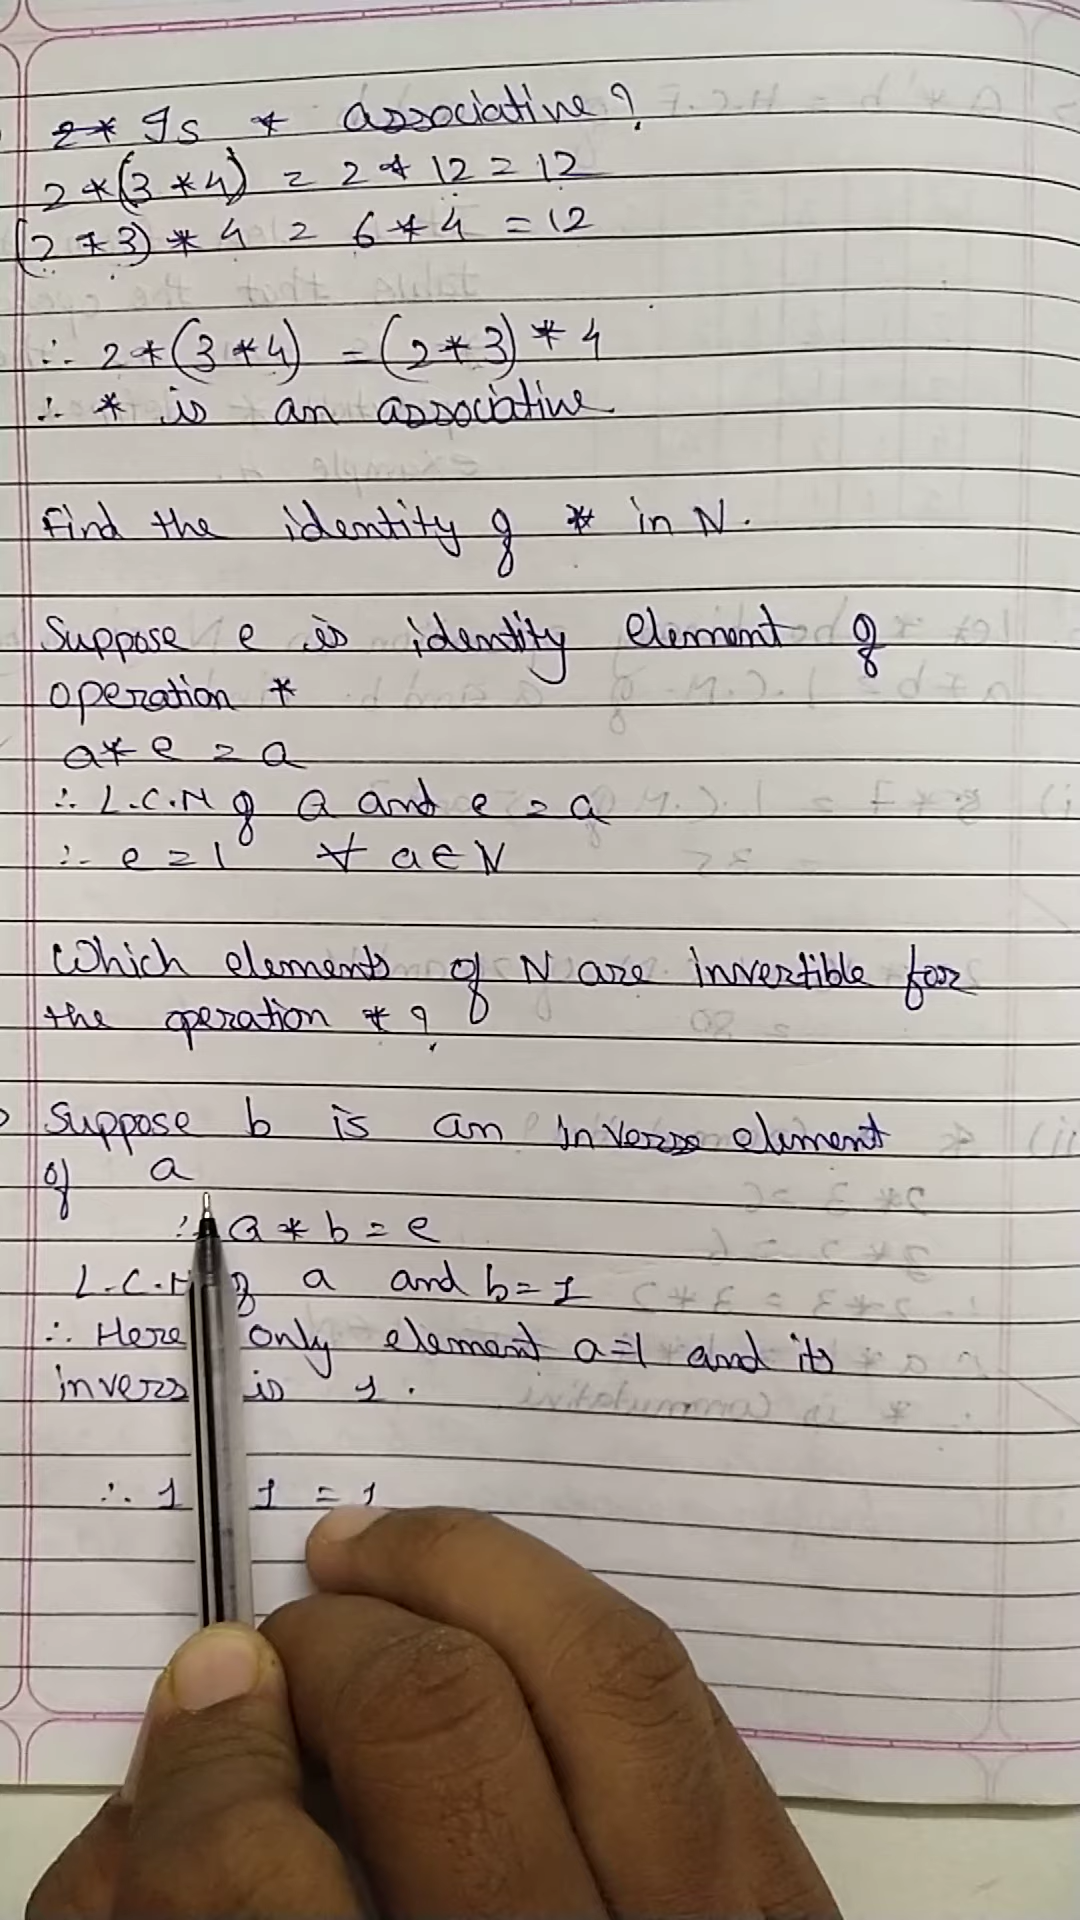 Is * associative?
2*(3*4) = 2*12=12
(2*3)*4 = 6*4 =12
∴ 2*(3*4) =(2*3)*4
∴ * is an associative
Find the identity of * in N.
Suppose e is identity element of
operation *
a*e = a
∴ L.C.M of a and e = a
∴ e=1 ∀ a∈N
Which elements of N are invertible for
the operation *?
Suppose b is an inverse element
of a
∴ a*b=e
L.C.M of a and b=1
∴ Here only element a=1 and its
invers is 1.
∴ 1 1 =1